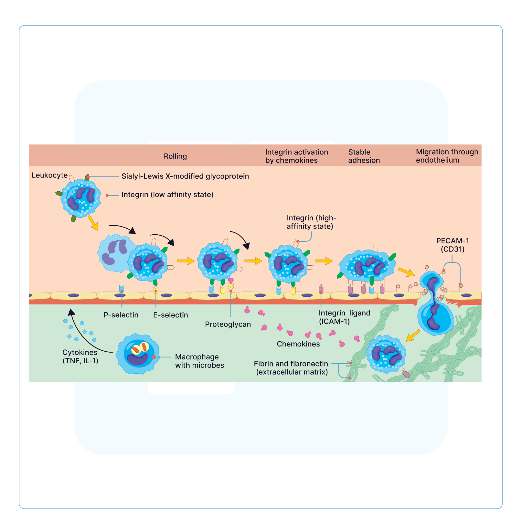 Rolling
Integrin activation
by chemokines
Stable
adhesion
Migration through
endothelium
Leukocyte
Sialyl-Lewis X-modified glycoprotein
Integrin (low affinity state)
Integrin (high-
affinity state)
PECAM-1
(CD31)
P-selectin
E-selectin
Proteoglycan
Integrin ligand
(ICAM-1)
Cytokines
(TNF, IL-1)
Macrophage
with microbes
Chemokines
Fibrin and fibronectin
(extracellular matrix)